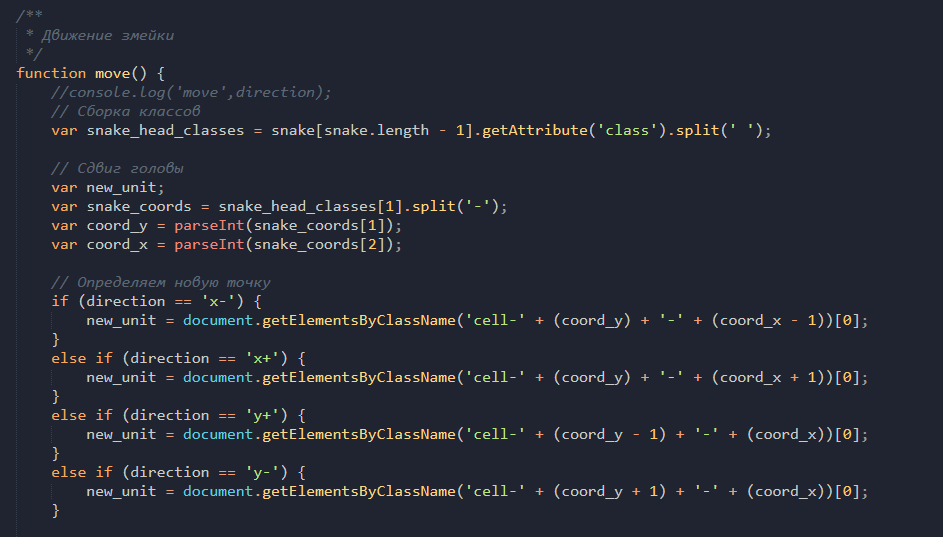 /**
 * Движение змейки
 */
function move() {
    //console.log('move',direction);
    // Сборка классов
    var snake_head_classes = snake[snake.length - 1].getAttribute('class').split(' ');
    // Сдвиг головы
    var new_unit;
    var snake_coords = snake_head_classes[1].split('-');
    var coord_y = parseInt(snake_coords[1]);
    var coord_x = parseInt(snake_coords[2]);
    // Определяем новую точку
    if (direction == 'x-') {
        new_unit = document.getElementsByClassName('cell-' + (coord_y) + '-' + (coord_x - 1))[0];
    }
    else if (direction == 'x+') {
        new_unit = document.getElementsByClassName('cell-' + (coord_y) + '-' + (coord_x + 1))[0];
    }
    else if (direction == 'y+') {
        new_unit = document.getElementsByClassName('cell-' + (coord_y - 1) + '-' + (coord_x))[0];
    }
    else if (direction == 'y-') {
        new_unit = document.getElementsByClassName('cell-' + (coord_y + 1) + '-' + (coord_x))[0];
    }